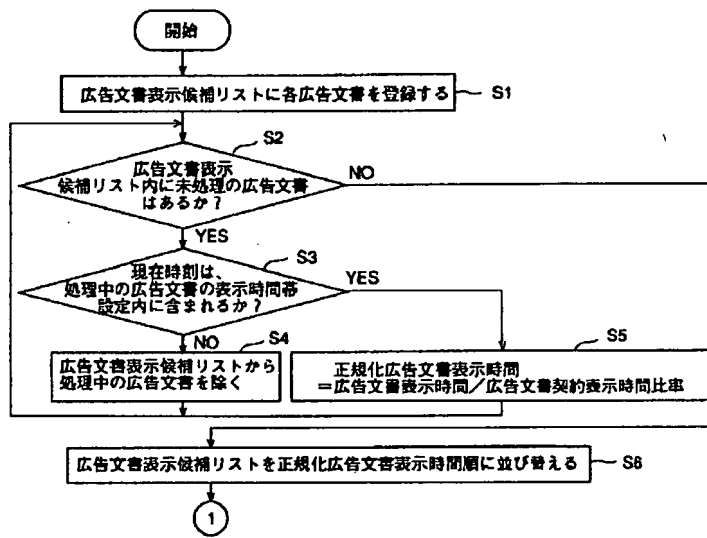 開始
広告文書表示候補リストに各広告文書を登録する
S1
S2
広告文書表示
候補リスト内に未処理の広告文書
はあるか?
NO
YES
S3
現在時刻は、
処理中の広告文書の表示時間帯
設定内に含まれるか?
YES
NO
S4
広告文書表示候補リストから
処理中の広告文書を除く
S5
正規化広告文書表示時間
=広告文書表示時間/広告文書契約表示時間比率
広告文書表示候補リストを正規化広告文書表示時間順に並び替える
S6
1